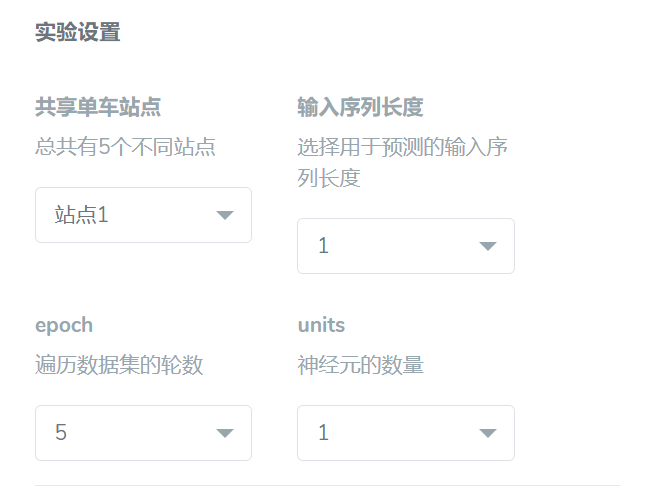 实验设置
共享单车站点
总共有5个不同站点
站点1
输入序列长度
选择用于预测的输入序
列长度
1
epoch
遍历数据集的轮数
5
units
神经元的数量
1